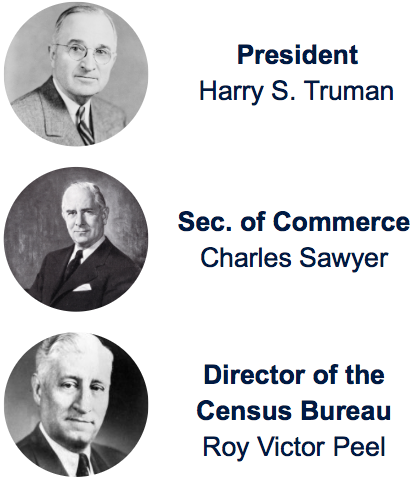 President
Harry S. Truman
Sec. of Commerce
Charles Sawyer
Director of the
Census Bureau
Roy Victor Peel